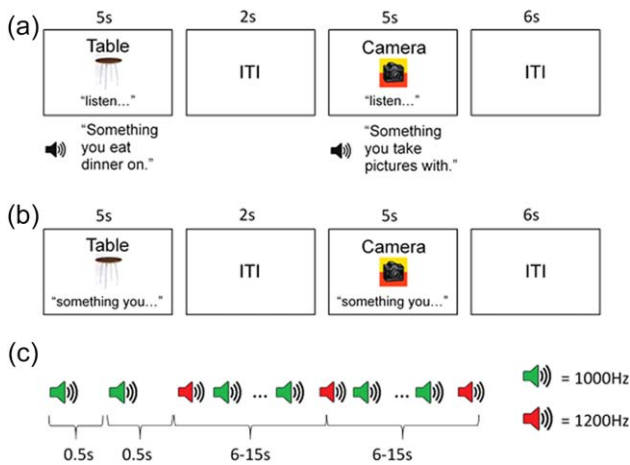 (a)
5s 2s 5s 6s
Table ITI Camera ITI
"listen..." "listen..."
"Something you eat dinner on."
"Something you take pictures with."
(b)
5s 2s 5s 6s
Table ITI Camera ITI
"something you..." "something you..."
(c)
... ... = 1000Hz
= 1200Hz
0.5s 0.5s 6-15s 6-15s